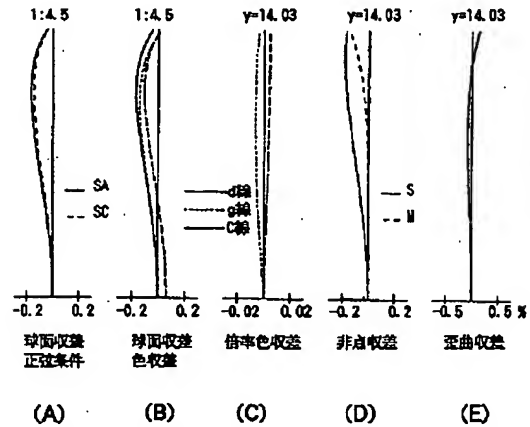 1:4.5
1:4.5
y=14.03
y=14.03
y=14.03
SA
SC
d線
g線
C線
S
M
-0.2 0.2
-0.2 0.2
-0.02 0.02
-0.2 0.2
-0.5 0.5 %
球面収差
正弦条件
球面収差
色収差
倍率色収差
非点収差
歪曲収差
(A)
(B)
(C)
(D)
(E)